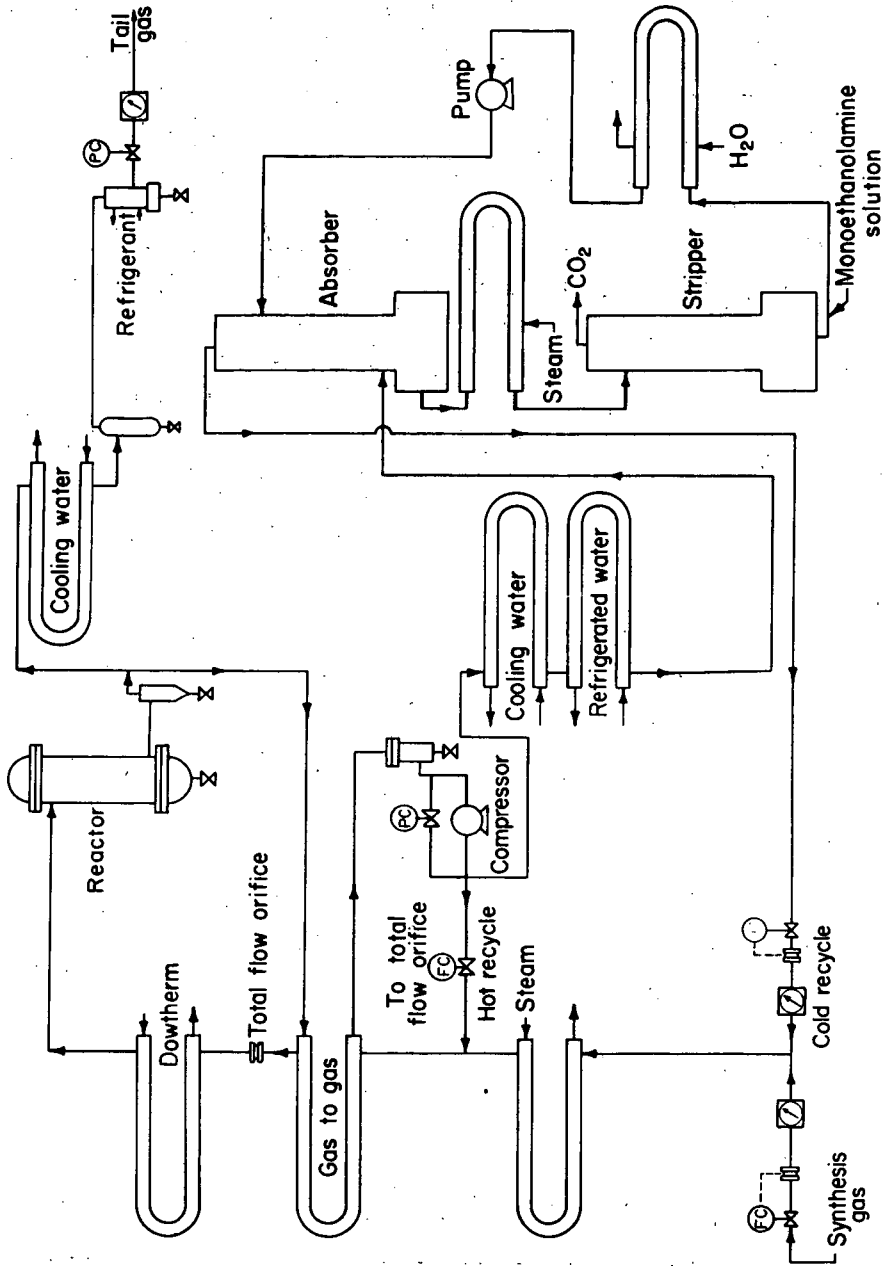 Tail
gas
PC
Refrigerant
Cooling water
Reactor
Dowtherm
Total flow orifice
Gas to gas
Pump
Absorber
H₂O
Steam
CO₂
Stripper
Monoethanolamine
solution
PC
Compressor
Cooling water
Refrigerated water
To total
flow orifice
FC
Hot recycle
Steam
Cold recycle
FC
Synthesis
gas